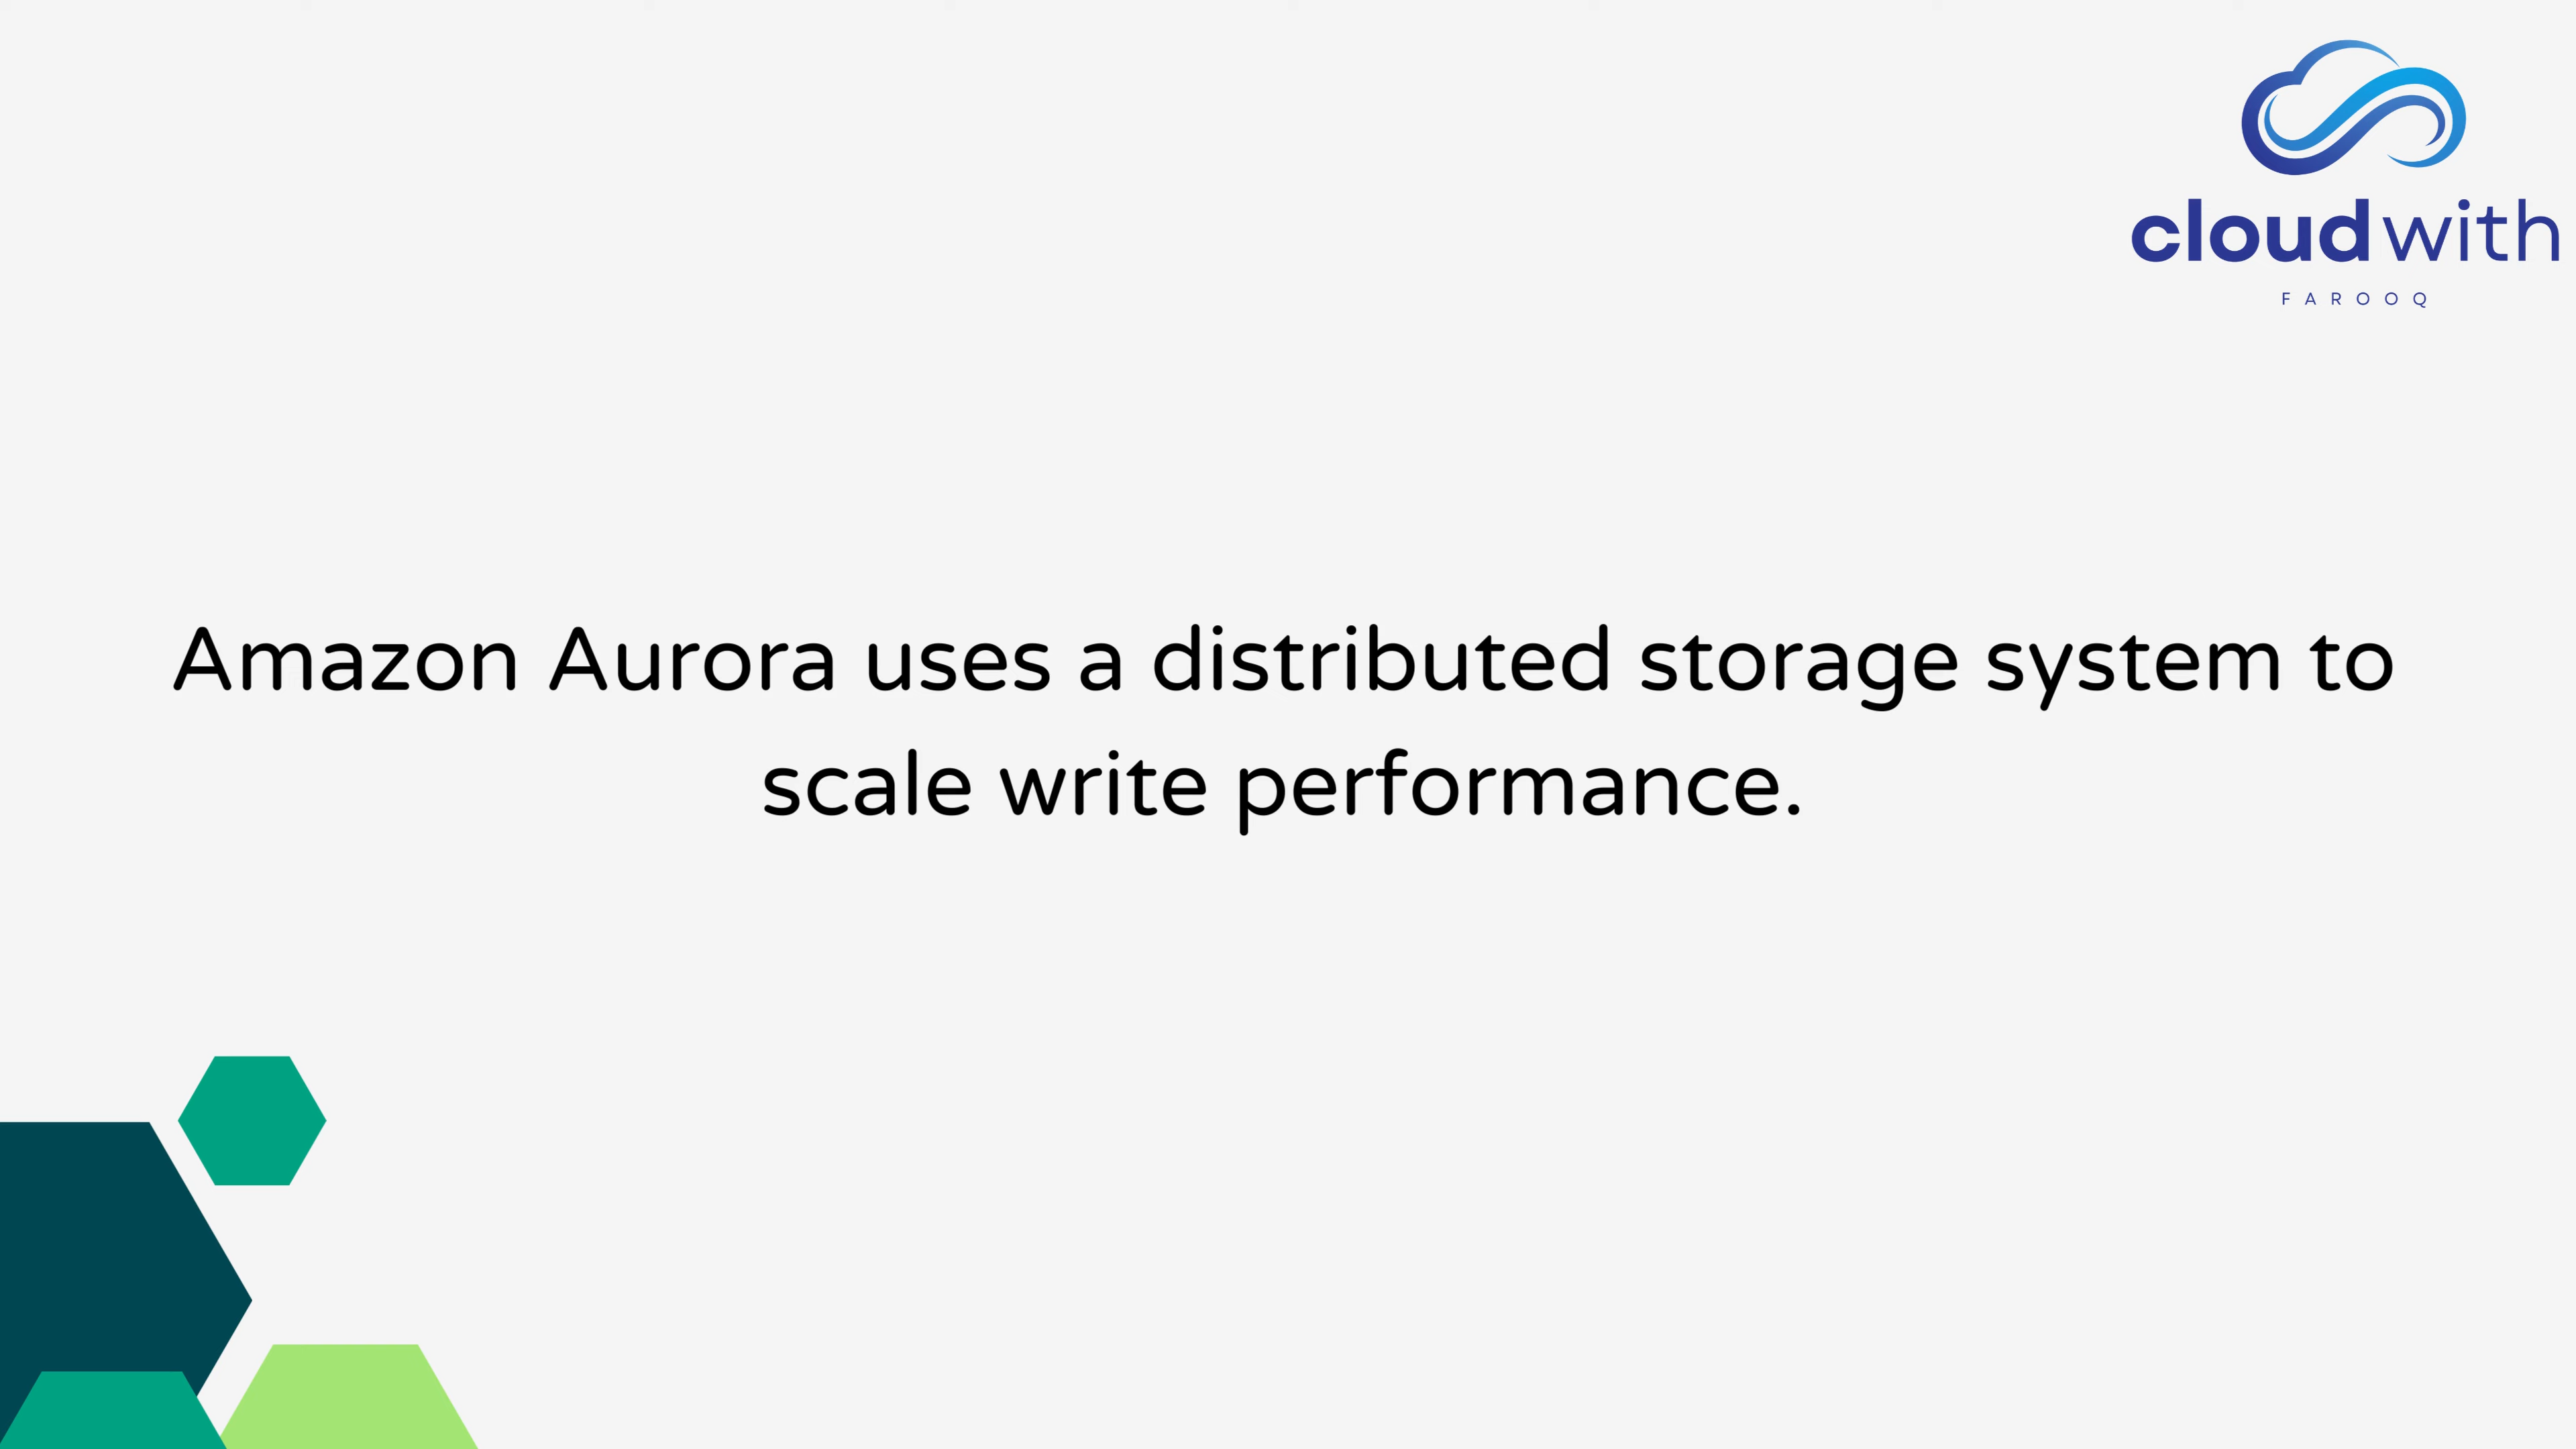 cloudwith
FAROOQ
Amazon Aurora uses a distributed storage system to
scale write performance.